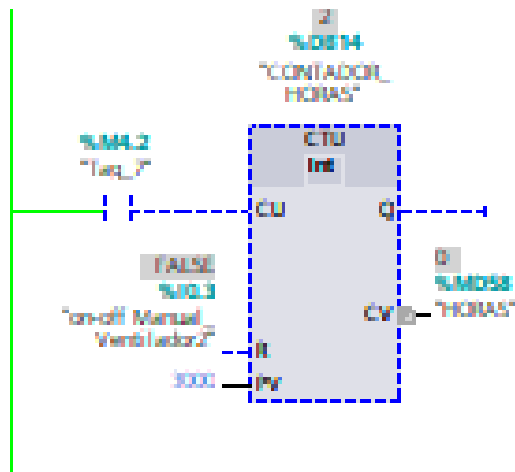 2
%DB14
"CONTADOR_
HORAS"
%M4.2
"Tag_7"
CTU
Int
CU
Q
FALSE
%I0.3
"on-off Manual_
Ventilador2"
R
0
%MD58
"HORAS"
CV
PV